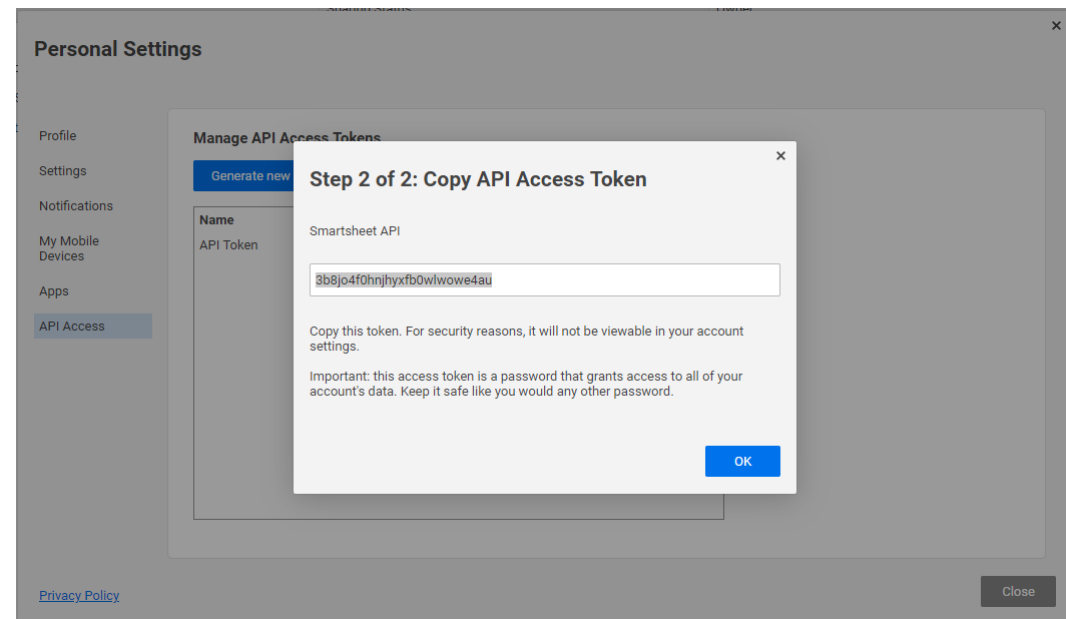 Personal Settings
×
Profile
Settings
Notifications
My Mobile
Devices
Apps
API Access
Privacy Policy
Manage API Access Tokens
Generate new
Name
API Token
×
Step 2 of 2: Copy API Access Token
Smartsheet API
3b8jo4f0hnjhyxfb0wlwowe4au
Copy this token. For security reasons, it will not be viewable in your account
settings.
Important: this access token is a password that grants access to all of your
account's data. Keep it safe like you would any other password.
OK
Close